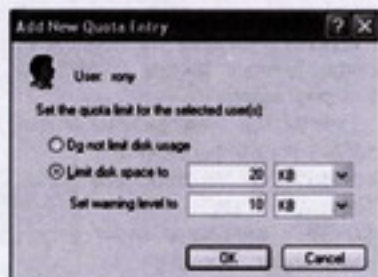 Add New Quota Entry
User: rony
Set the quota limit for the selected user(s)
Do not limit disk usage
Limit disk space to 20 KB
Set warning level to 10 KB
OK Cancel